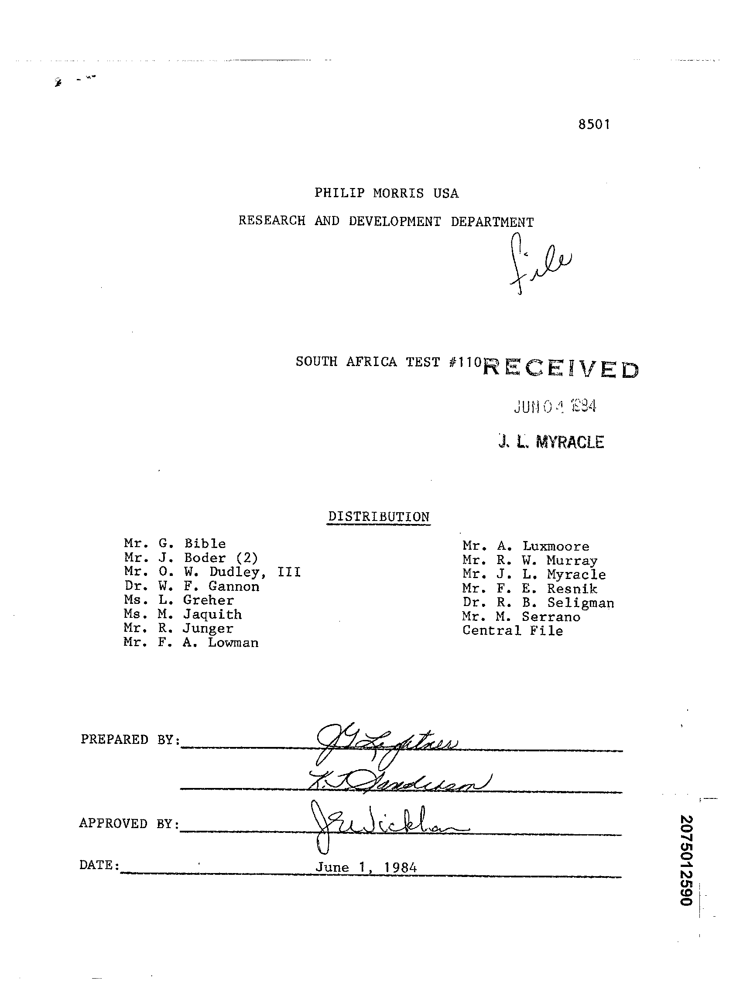 8501
PHILIP MORRIS USA
RESEARCH AND DEVELOPMENT DEPARTMENT
file
SOUTH AFRICA TEST #110
RECEIVED
JUN 04 1984
J. L. MYRACLE
DISTRIBUTION
Mr. G. Bible
Mr. J. Boder (2)
Mr. O. W. Dudley, III
Dr. W. F. Gannon
Ms. L. Greher
Ms. M. Jaquith
Mr. R. Junger
Mr. F. A. Lowman
Mr. A. Luxmoore
Mr. R. W. Murray
Mr. J. L. Myracle
Mr. F. E. Resnik
Dr. R. B. Seligman
Mr. M. Serrano
Central File
PREPARED BY: JG Lightner
K.J Sanderson
APPROVED BY:
DATE: June 1, 1984
2075012590